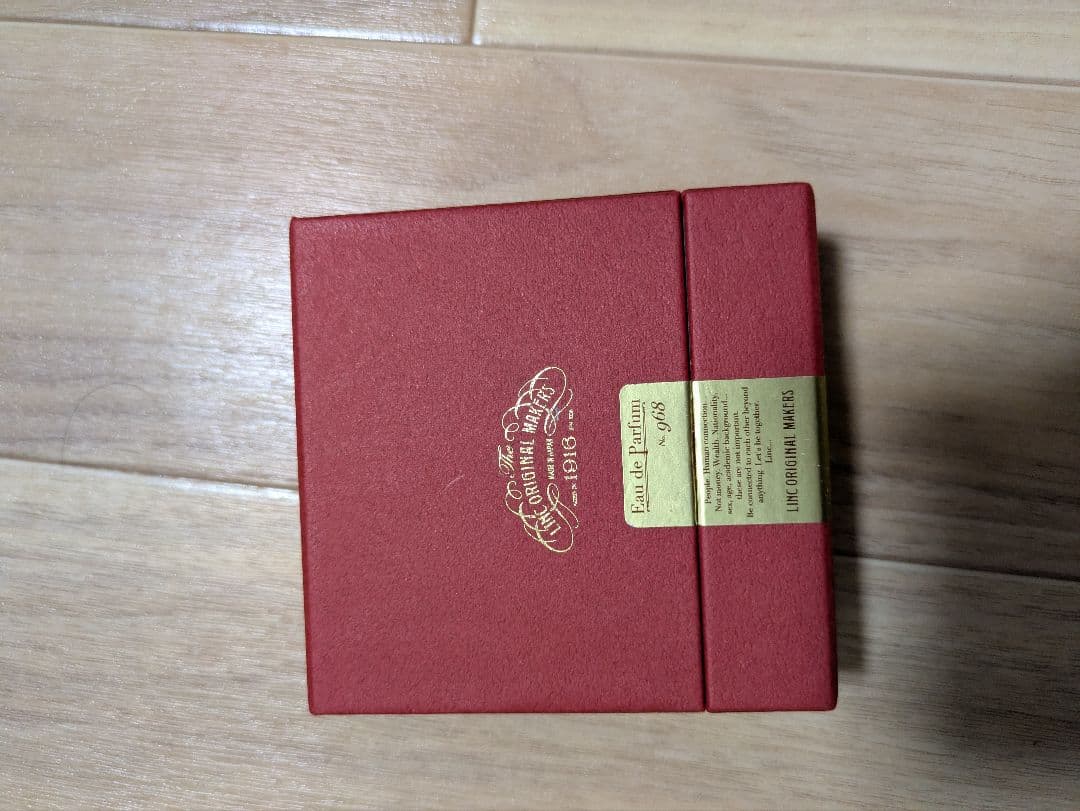 The
LINC ORIGINAL MAKERS
MADE IN JAPAN
1916
Eau de Parfum
No. 968
People. Human connection.
Not money. Wealth. Nationality,
sex, age, academic background...
these are not important.
Be connected to each other beyond
anything. Let's be together.
Linc...
LINC ORIGINAL MAKERS